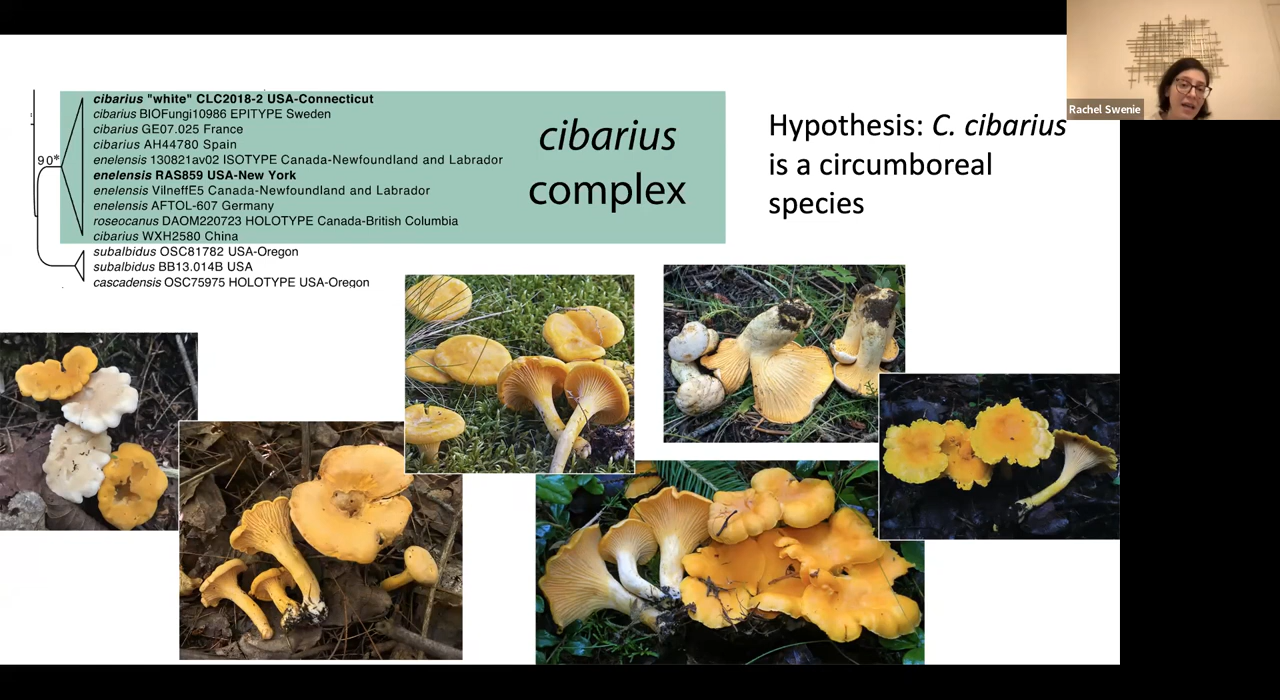 cibarius "white" CLC2018-2 USA-Connecticut
cibarius BIOFungi10986 EPITYPE Sweden
cibarius GE07.025 France
cibarius AH44780 Spain
enelensis 130821av02 ISOTYPE Canada-Newfoundland and Labrador
enelensis RAS859 USA-New York
enelensis VilneffE5 Canada-Newfoundland and Labrador
enelensis AFTOL-607 Germany
roseocanus DAOM220723 HOLOTYPE Canada-British Columbia
cibarius WXH2580 China
subalbidus OSC81782 USA-Oregon
subalbidus BB13.014B USA
cascadensis OSC75975 HOLOTYPE USA-Oregon
90*
cibarius
complex
Hypothesis: C. cibarius
is a circumboreal
species
Rachel Swenie